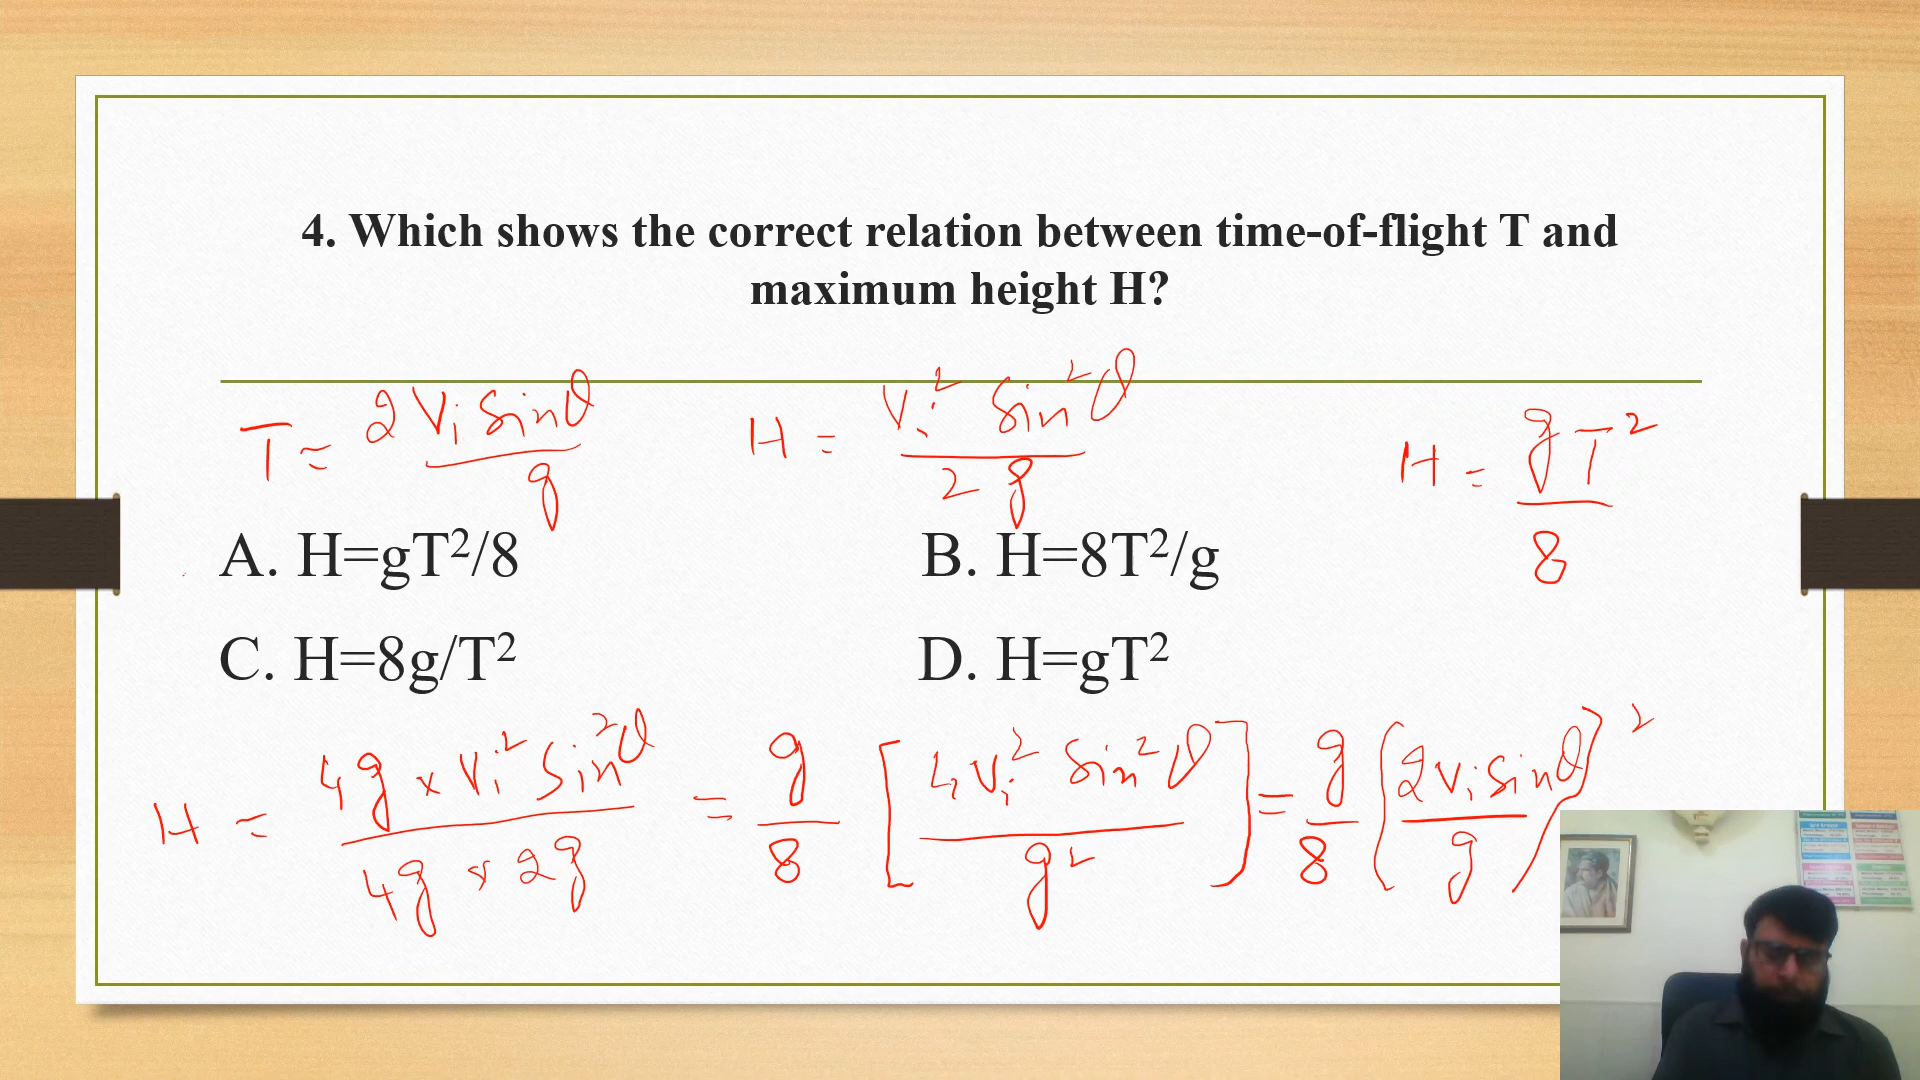 4. Which shows the correct relation between time-of-flight T and
maximum height H?
T = 2 Vi Sinθ / g
H = Vi² Sin²θ / 2g
H = gT² / 8
A. H=gT²/8
B. H=8T²/g
C. H=8g/T²
D. H=gT²
H = 4g × Vi² Sin²θ / 4g × 2g = g/8 [4Vi² Sin²θ / g²] = g/8 (2Vi Sinθ / g)²